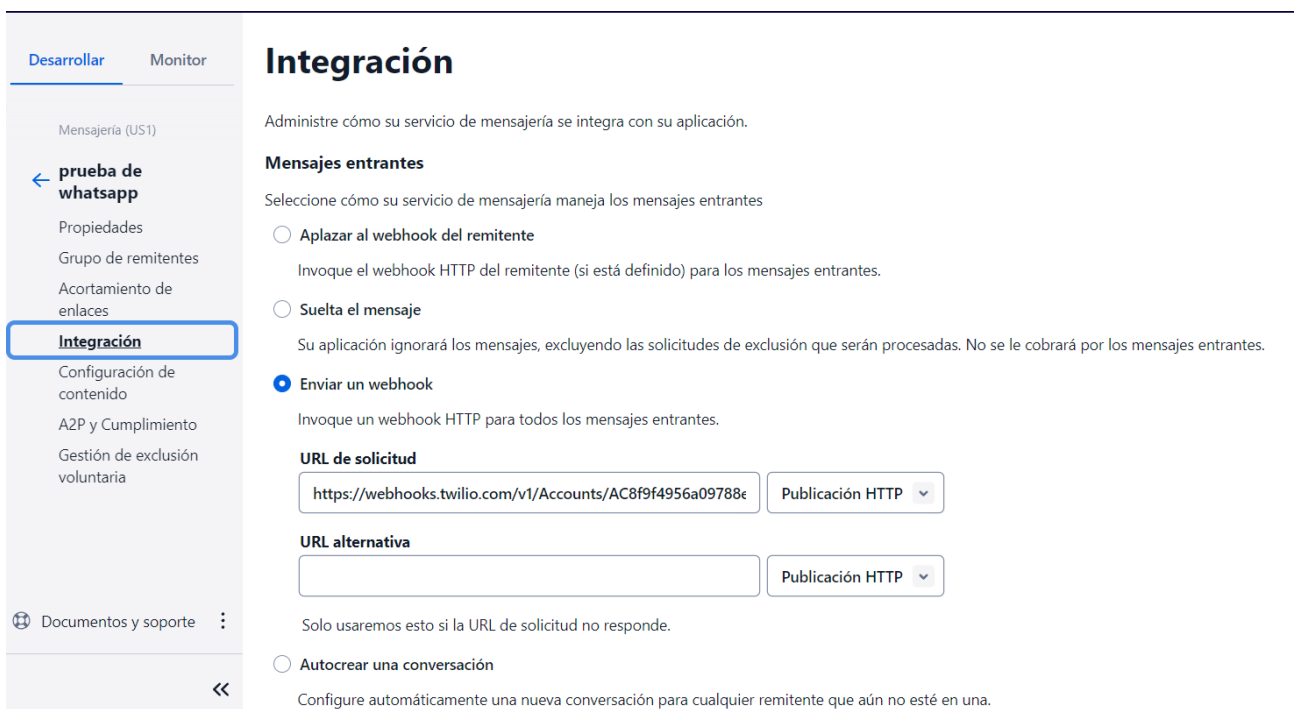 Desarrollar
Monitor
Mensajería (US1)
prueba de
whatsapp
Propiedades
Grupo de remitentes
Acortamiento de
enlaces
Integración
Configuración de
contenido
A2P y Cumplimiento
Gestión de exclusión
voluntaria
Documentos y soporte
Integración
Administre cómo su servicio de mensajería se integra con su aplicación.
Mensajes entrantes
Seleccione cómo su servicio de mensajería maneja los mensajes entrantes
Aplazar al webhook del remitente
Invoque el webhook HTTP del remitente (si está definido) para los mensajes entrantes.
Suelta el mensaje
Su aplicación ignorará los mensajes, excluyendo las solicitudes de exclusión que serán procesadas. No se le cobrará por los mensajes entrantes.
Enviar un webhook
Invoque un webhook HTTP para todos los mensajes entrantes.
URL de solicitud
https://webhooks.twilio.com/v1/Accounts/AC8f9f4956a09788e
Publicación HTTP
URL alternativa
Publicación HTTP
Solo usaremos esto si la URL de solicitud no responde.
Autocrear una conversación
Configure automáticamente una nueva conversación para cualquier remitente que aún no esté en una.